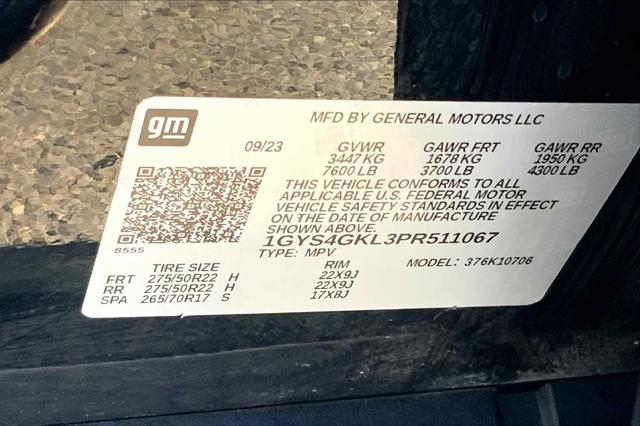 gm
MFD BY GENERAL MOTORS LLC
09/23 GVWR GAWR FRT GAWR RR
3447 KG 1678 KG 1950 KG
7600 LB 3700 LB 4300 LB
THIS VEHICLE CONFORMS TO ALL
APPLICABLE U.S. FEDERAL MOTOR
VEHICLE SAFETY STANDARDS IN EFFECT
ON THE DATE OF MANUFACTURE
SHOWN ABOVE.
1GYS4GKL3PR511067
8555
TYPE: MPV MODEL: 376K10706
TIRE SIZE RIM
FRT 275/50R22 H 22X9J
RR 275/50R22 H 22X9J
SPA 265/70R17 S 17X8J